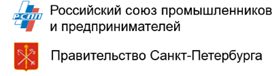 РСПП
Российский союз промышленников
и предпринимателей
Правительство Санкт-Петербурга